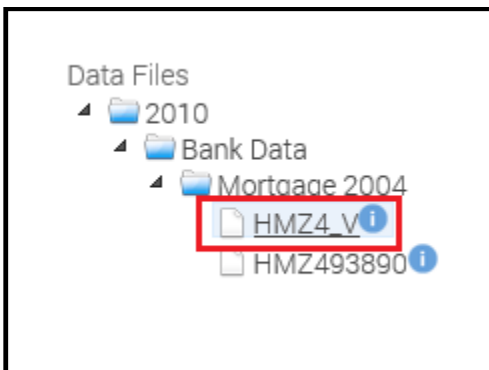 Data Files
2010
Bank Data
Mortgage 2004
HMZ4_V
HMZ493890